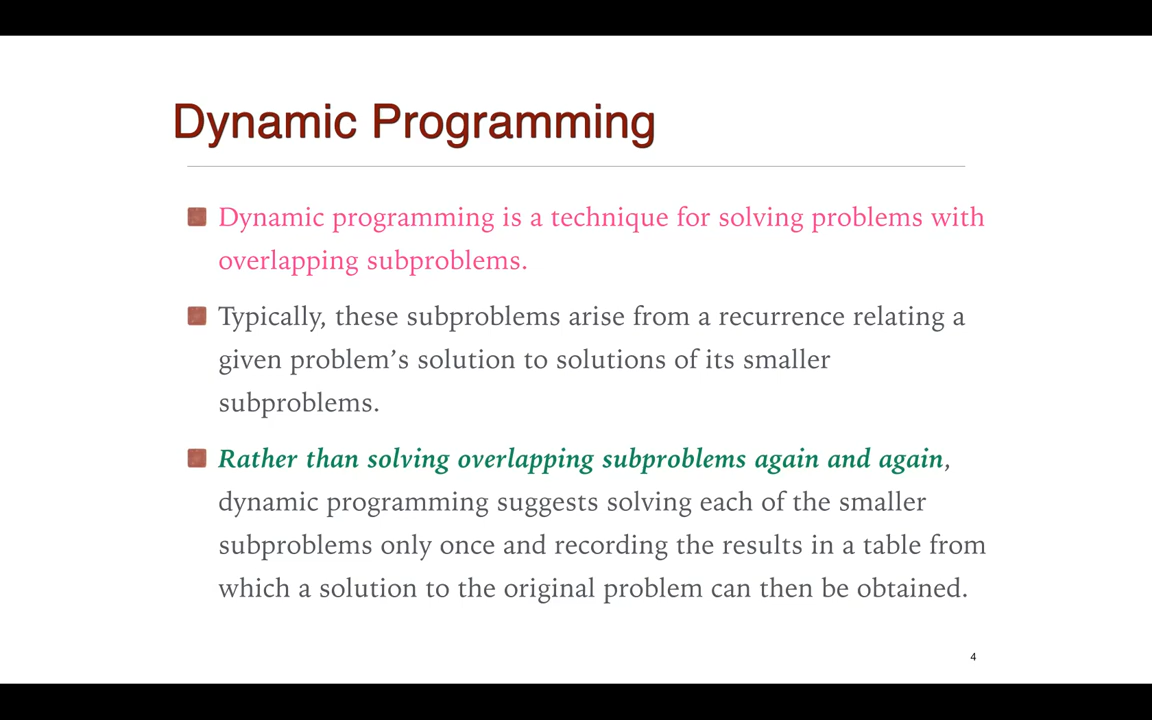 Dynamic Programming
Dynamic programming is a technique for solving problems with
overlapping subproblems.
Typically, these subproblems arise from a recurrence relating a
given problem’s solution to solutions of its smaller
subproblems.
Rather than solving overlapping subproblems again and again,
dynamic programming suggests solving each of the smaller
subproblems only once and recording the results in a table from
which a solution to the original problem can then be obtained.
4